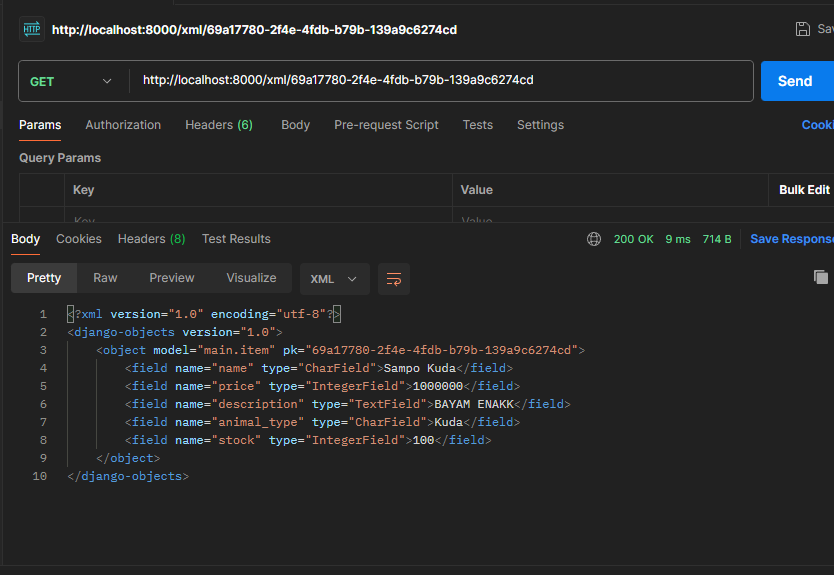 HTTP http://localhost:8000/xml/69a17780-2f4e-4fdb-b79b-139a9c6274cd
GET http://localhost:8000/xml/69a17780-2f4e-4fdb-b79b-139a9c6274cd Send
Params Authorization Headers (6) Body Pre-request Script Tests Settings
Query Params
Key Value Bulk Edit
Key Value
Body Cookies Headers (8) Test Results 200 OK 9 ms 714 B Save Response
Pretty Raw Preview Visualize XML
1 <?xml version="1.0" encoding="utf-8"?>
2 <django-objects version="1.0">
3 <object model="main.item" pk="69a17780-2f4e-4fdb-b79b-139a9c6274cd">
4 <field name="name" type="CharField">Sampo Kuda</field>
5 <field name="price" type="IntegerField">1000000</field>
6 <field name="description" type="TextField">BAYAM ENAKK</field>
7 <field name="animal_type" type="CharField">Kuda</field>
8 <field name="stock" type="IntegerField">100</field>
9 </object>
10 </django-objects>